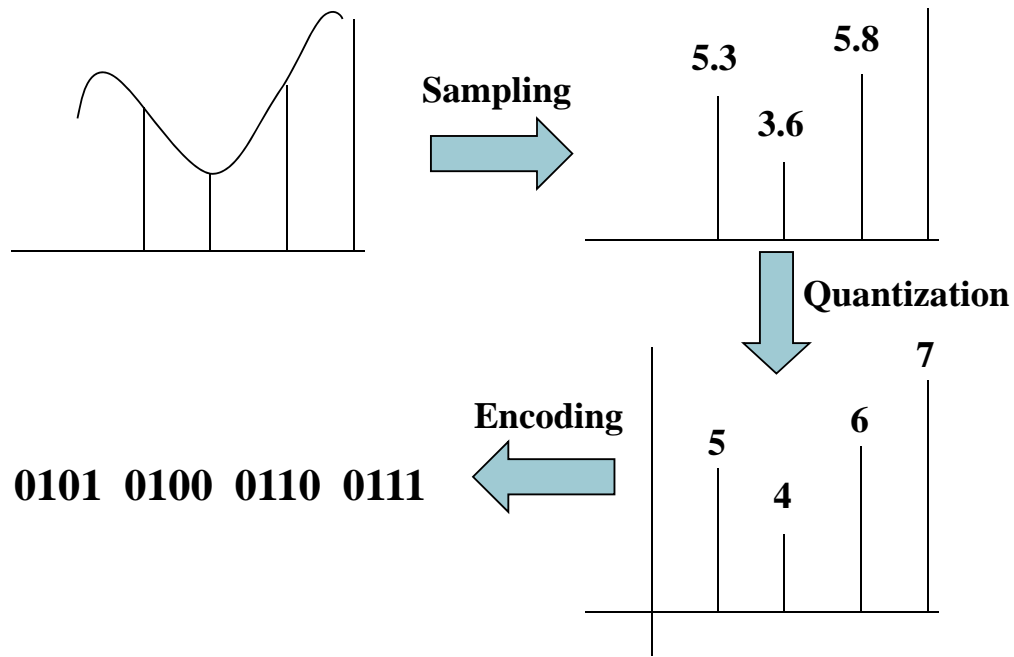 5.3
3.6
5.8
Sampling
Quantization
5
4
6
7
Encoding
0101 0100 0110 0111